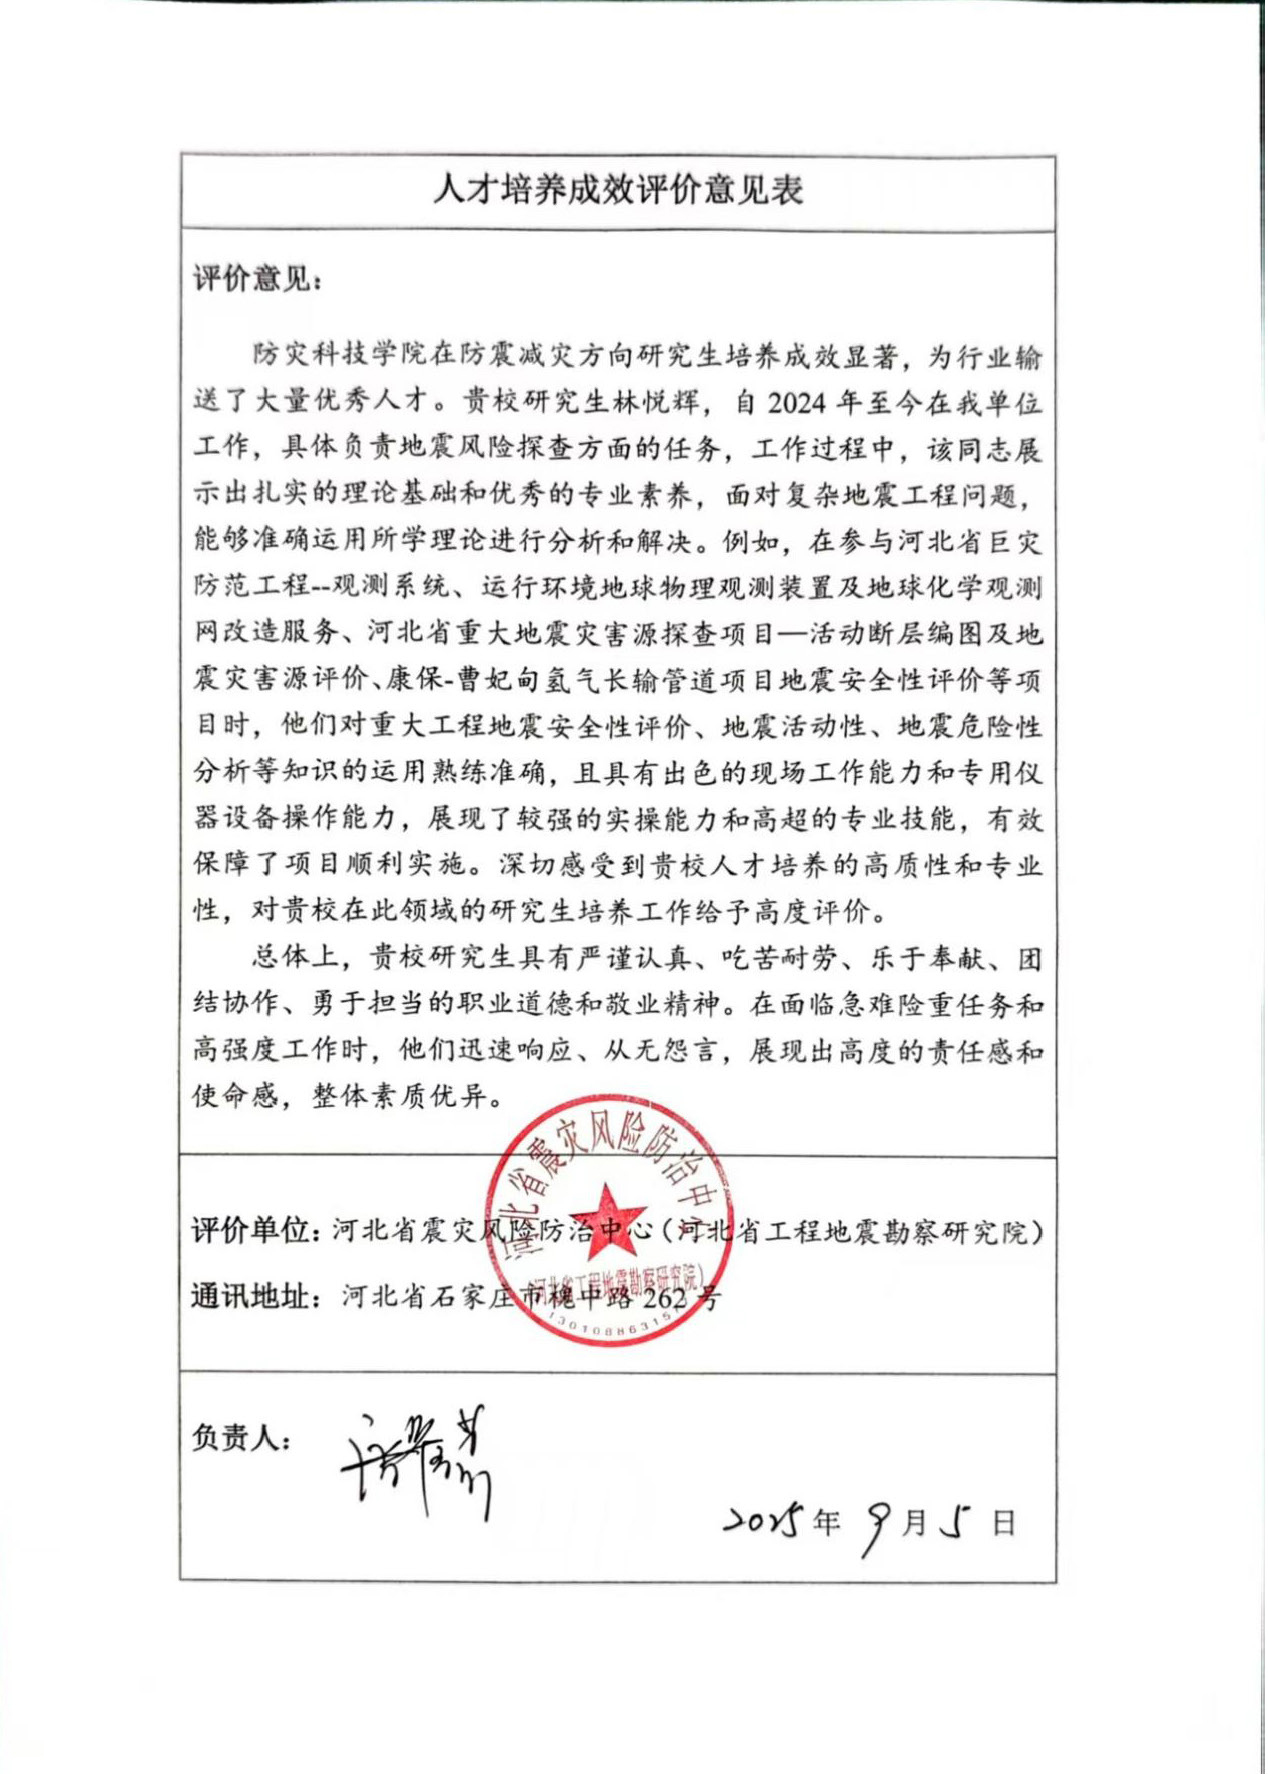 人才培养成效评价意见表
评价意见：
防灾科技学院在防震减灾方向研究生培养成效显著，为行业输
送了大量优秀人才。贵校研究生林悦辉，自 2024 年至今在我单位
工作，具体负责地震风险探查方面的任务，工作过程中，该同志展
示出扎实的理论基础和优秀的专业素养，面对复杂地震工程问题，
能够准确运用所学理论进行分析和解决。例如，在参与河北省巨灾
防范工程--观测系统、运行环境地球物理观测装置及地球化学观测
网改造服务、河北省重大地震灾害源探查项目—活动断层编图及地
震灾害源评价、康保-曹妃甸氢气长输管道项目地震安全性评价等项
目时，他们对重大工程地震安全性评价、地震活动性、地震危险性
分析等知识的运用熟练准确，且具有出色的现场工作能力和专用仪
器设备操作能力，展现了较强的实操能力和高超的专业技能，有效
保障了项目顺利实施。深切感受到贵校人才培养的高质性和专业
性，对贵校在此领域的研究生培养工作给予高度评价。
总体上，贵校研究生具有严谨认真、吃苦耐劳、乐于奉献、团
结协作、勇于担当的职业道德和敬业精神。在面临急难险重任务和
高强度工作时，他们迅速响应、从无怨言，展现出高度的责任感和
使命感，整体素质优异。
河北省震灾风险防治中心
（河北省工程地震勘察研究院）
评价单位：河北省震灾风险防治中心（河北省工程地震勘察研究院）
通讯地址：河北省石家庄市槐中路 262 号
负责人：
2025 年 9 月 5 日